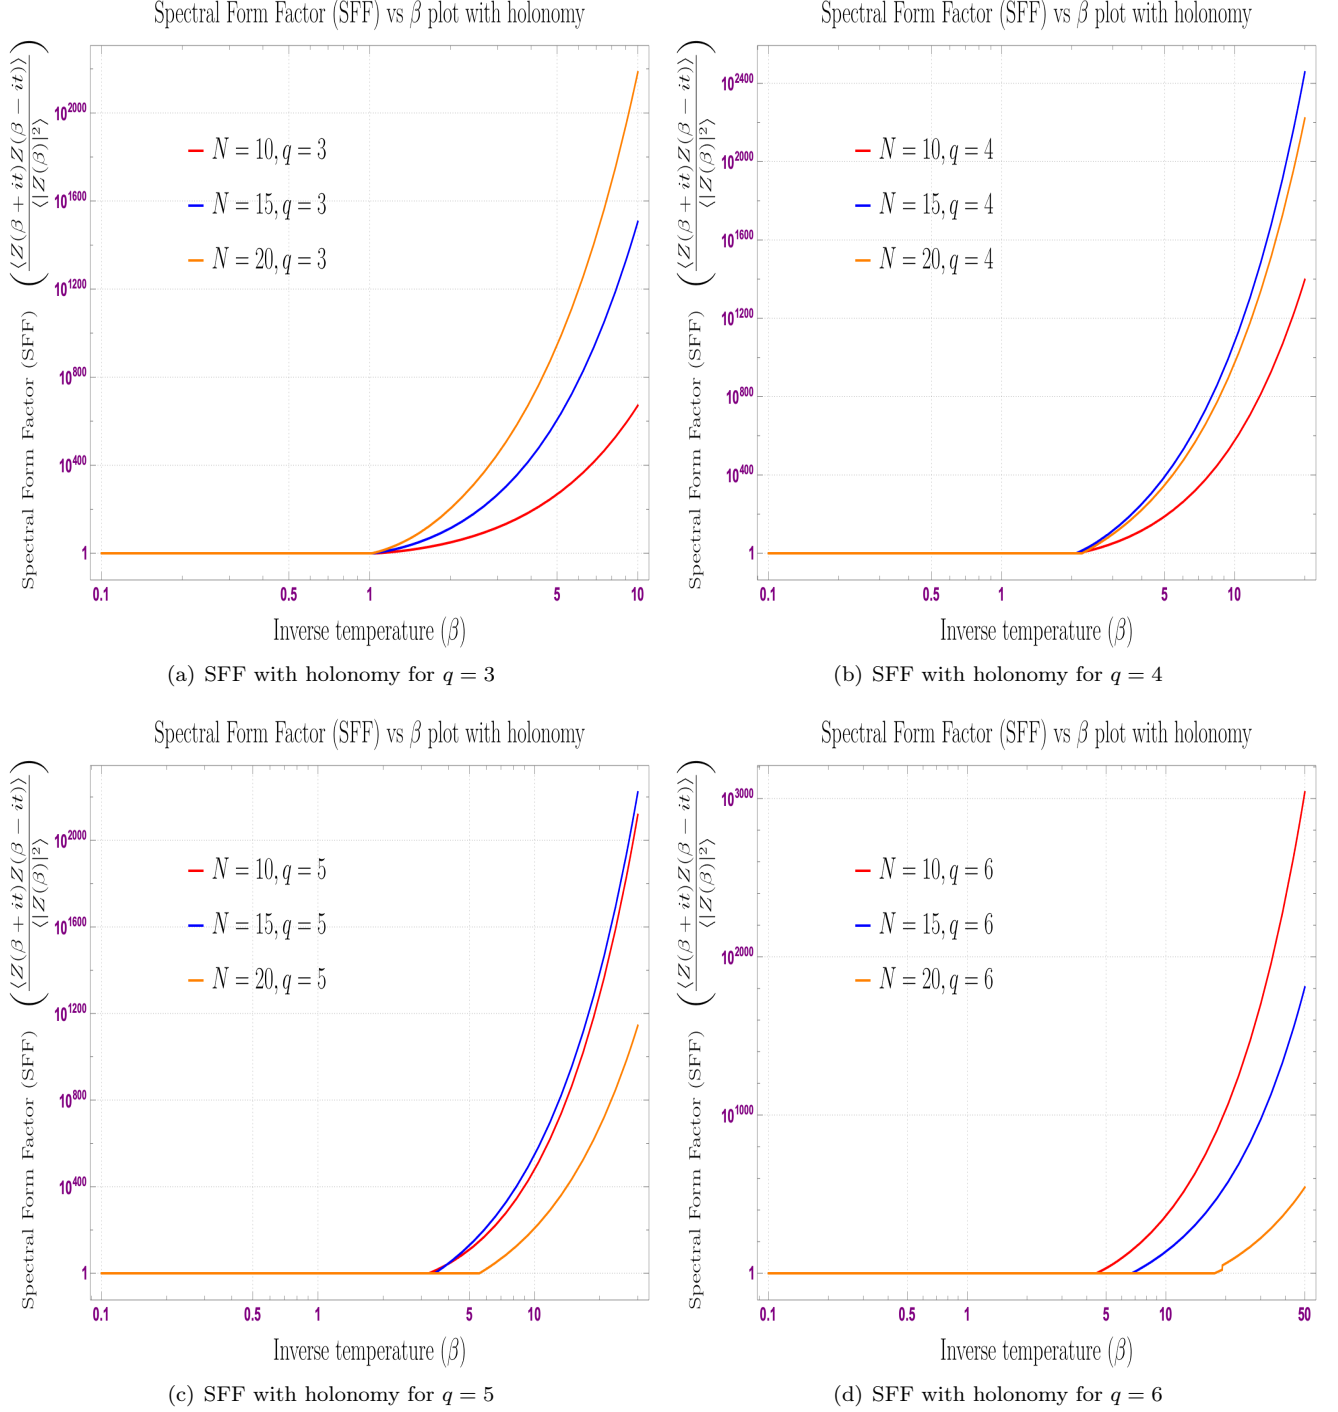 Spectral Form Factor (SFF) vs β plot with holonomy
Spectral Form Factor (SFF) (⟨Z(β + it)Z(β − it)⟩ / ⟨|Z(β)|²⟩)
10^2000
10^1600
10^1200
10^800
10^400
1
N = 10, q = 3
N = 15, q = 3
N = 20, q = 3
0.1 0.5 1 5 10
Inverse temperature (β)
(a) SFF with holonomy for q = 3
Spectral Form Factor (SFF) vs β plot with holonomy
Spectral Form Factor (SFF) (⟨Z(β + it)Z(β − it)⟩ / ⟨|Z(β)|²⟩)
10^2400
10^2000
10^1600
10^1200
10^800
10^400
1
N = 10, q = 4
N = 15, q = 4
N = 20, q = 4
0.1 0.5 1 5 10
Inverse temperature (β)
(b) SFF with holonomy for q = 4
Spectral Form Factor (SFF) vs β plot with holonomy
Spectral Form Factor (SFF) (⟨Z(β + it)Z(β − it)⟩ / ⟨|Z(β)|²⟩)
10^2000
10^1600
10^1200
10^800
10^400
1
N = 10, q = 5
N = 15, q = 5
N = 20, q = 5
0.1 0.5 1 5 10
Inverse temperature (β)
(c) SFF with holonomy for q = 5
Spectral Form Factor (SFF) vs β plot with holonomy
Spectral Form Factor (SFF) (⟨Z(β + it)Z(β − it)⟩ / ⟨|Z(β)|²⟩)
10^3000
10^2000
10^1000
1
N = 10, q = 6
N = 15, q = 6
N = 20, q = 6
0.1 0.5 1 5 10 50
Inverse temperature (β)
(d) SFF with holonomy for q = 6